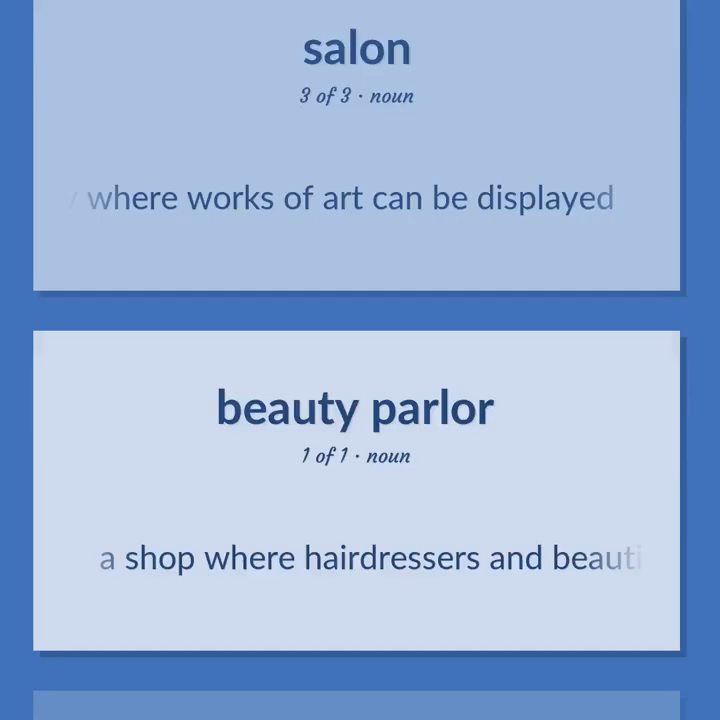 salon
3 of 3 · noun
where works of art can be displayed
beauty parlor
1 of 1 · noun
a shop where hairdressers and beauti